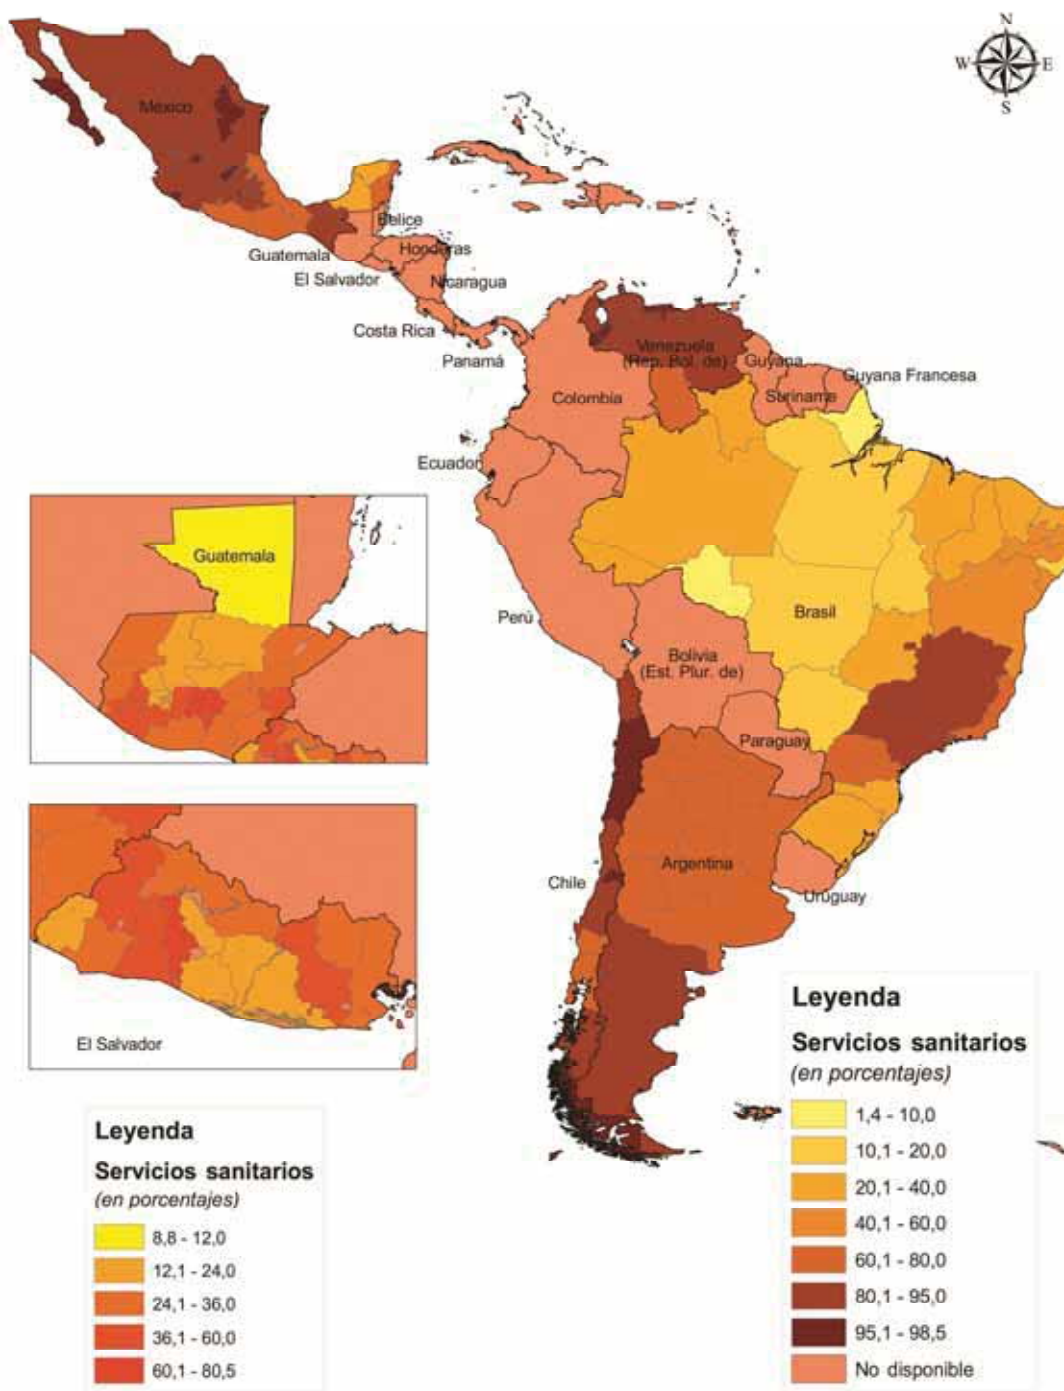 N
W E
S
México
Belice
Honduras
Guatemala
El Salvador
Nicaragua
Costa Rica
Panamá
Venezuela
(Rep. Bol. de)
Guyana
Guyana Francesa
Suriname
Colombia
Ecuador
Guatemala
Perú
Brasil
Bolivia
(Est. Plur. de)
Paraguay
Argentina
Chile
Uruguay
El Salvador
Leyenda
Servicios sanitarios
(en porcentajes)
1,4 - 10,0
10,1 - 20,0
20,1 - 40,0
40,1 - 60,0
60,1 - 80,0
80,1 - 95,0
95,1 - 98,5
No disponible
Leyenda
Servicios sanitarios
(en porcentajes)
8,8 - 12,0
12,1 - 24,0
24,1 - 36,0
36,1 - 60,0
60,1 - 80,5